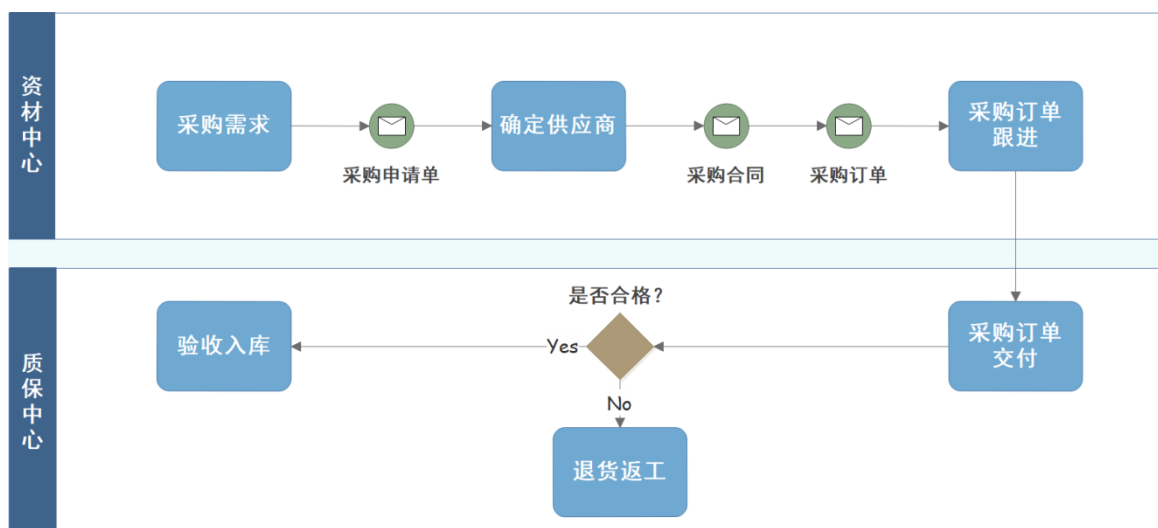 资材中心
采购需求
采购申请单
确定供应商
采购合同
采购订单
采购订单
跟进
质保中心
验收入库
Yes
是否合格?
No
退货返工
采购订单
交付